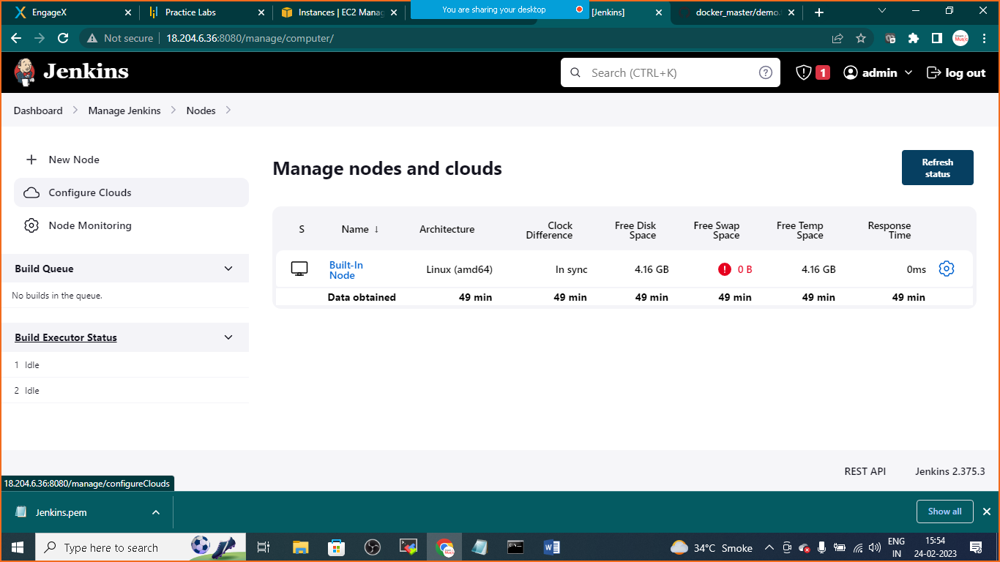 EngageX
Practice Labs
Instances | EC2 Mana
You are sharing your desktop
[Jenkins]
docker_master/demo.
Not secure
18.204.6.36:8080/manage/computer/
Jenkins
Search (CTRL+K)
1
admin
log out
Dashboard
Manage Jenkins
Nodes
New Node
Configure Clouds
Node Monitoring
Build Queue
No builds in the queue.
Build Executor Status
1 Idle
2 Idle
Manage nodes and clouds
Refresh
status
S Name ↓ Architecture Clock Difference Free Disk Space Free Swap Space Free Temp Space Response Time
Built-In Node Linux (amd64) In sync 4.16 GB 0 B 4.16 GB 0ms
Data obtained 49 min 49 min 49 min 49 min 49 min 49 min
REST API Jenkins 2.375.3
18.204.6.36:8080/manage/configureClouds
Jenkins.pem
Show all
Type here to search
34°C Smoke
ENG
IN
15:54
24-02-2023